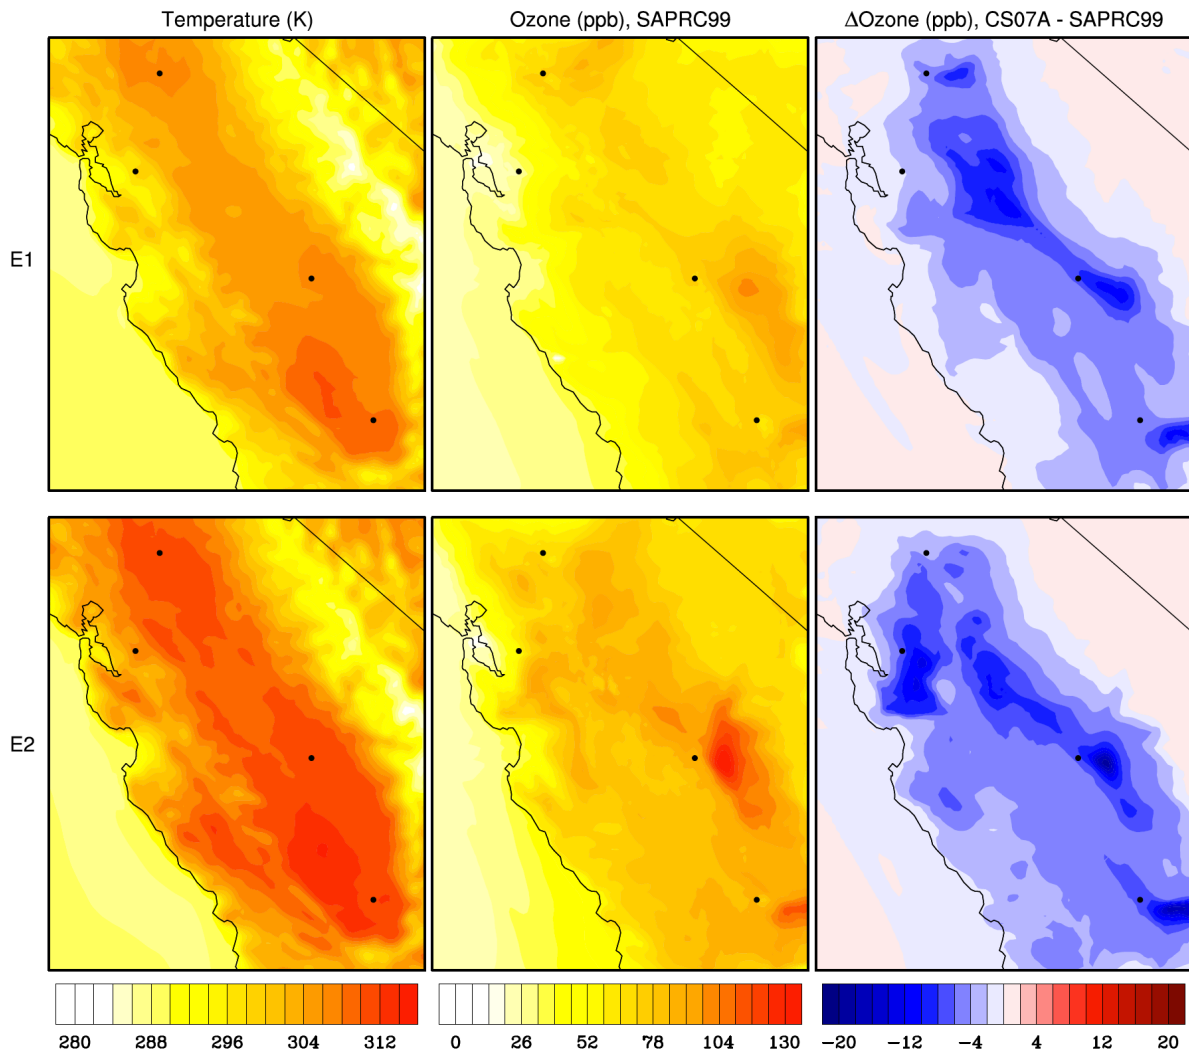 Temperature (K) Ozone (ppb), SAPRC99 ΔOzone (ppb), CS07A - SAPRC99
E1
E2
280 288 296 304 312 0 26 52 78 104 130 -20 -12 -4 4 12 20